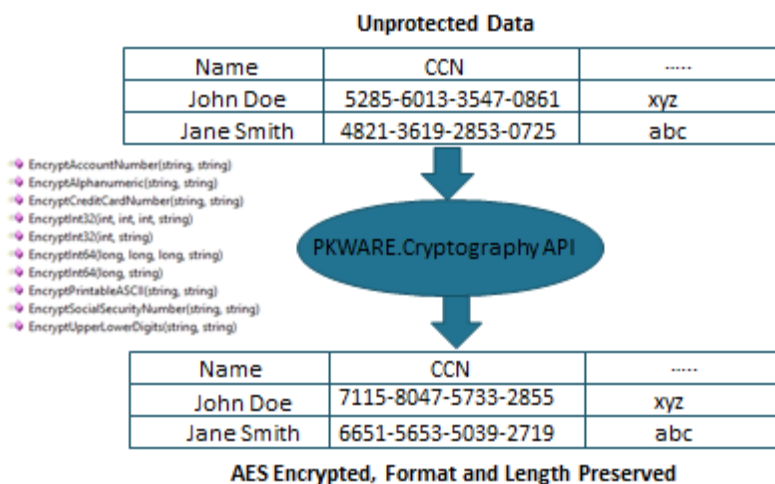 Unprotected Data
Name CCN -----
John Doe 5285-6013-3547-0861 xyz
Jane Smith 4821-3619-2853-0725 abc
EncryptAccountNumber(string, string)
EncryptAlphanumeric(string, string)
EncryptCreditCardNumber(string, string)
EncryptInt32(int, int, int, string)
EncryptInt32(int, string)
EncryptInt64(long, long, long, string)
EncryptInt64(long, string)
EncryptPrintableASCII(string, string)
EncryptSocialSecurityNumber(string, string)
EncryptUpperLowerDigits(string, string)
PKWARE.Cryptography API
Name CCN -----
John Doe 7115-8047-5733-2855 xyz
Jane Smith 6651-5653-5039-2719 abc
AES Encrypted, Format and Length Preserved